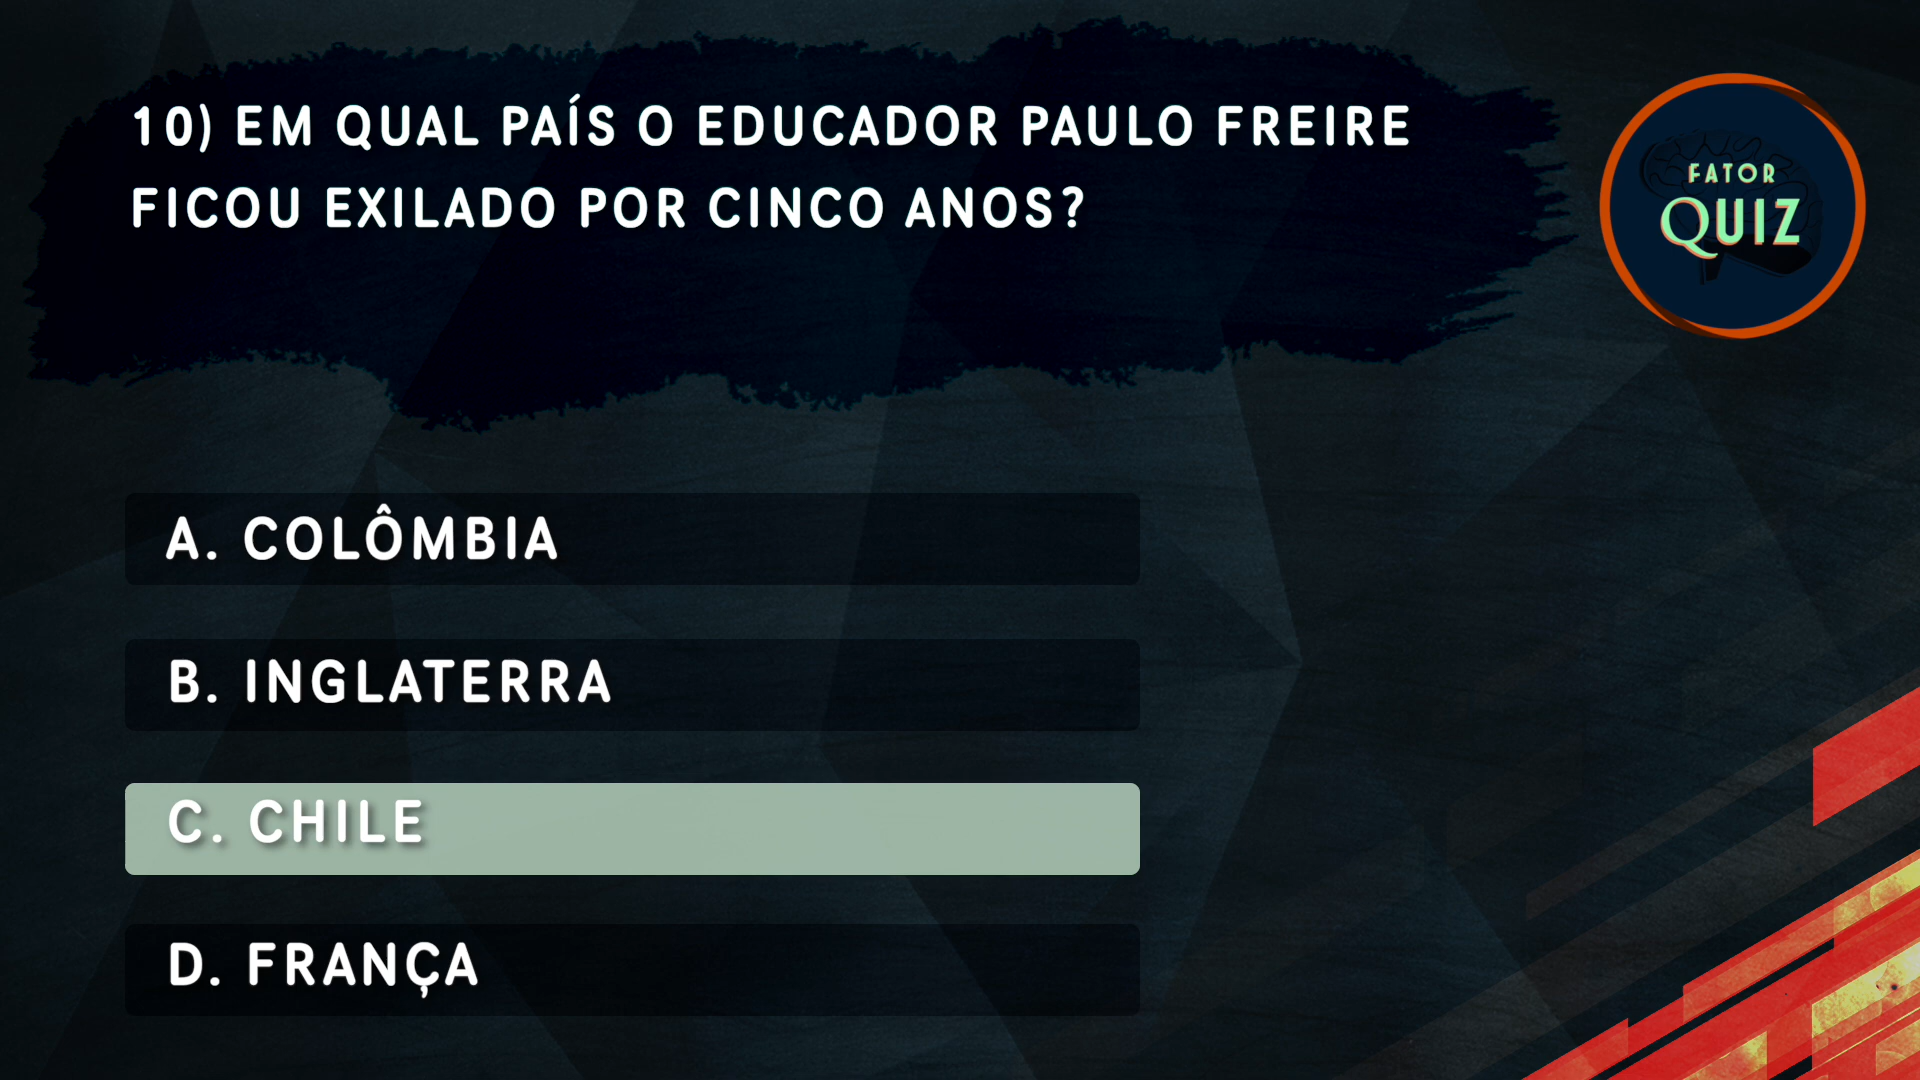 10) EM QUAL PAÍS O EDUCADOR PAULO FREIRE
FICOU EXILADO POR CINCO ANOS?
FATOR
QUIZ
A. COLÔMBIA
B. INGLATERRA
C. CHILE
D. FRANÇA